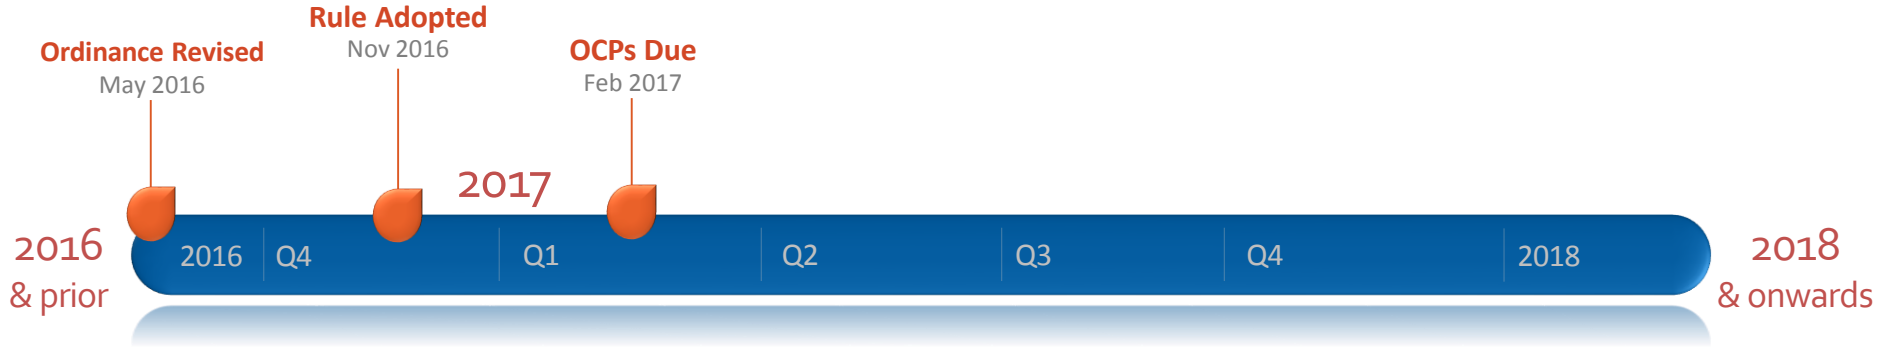 Rule Adopted
Nov 2016
Ordinance Revised
May 2016
OCPs Due
Feb 2017
2017
2016
& prior
2016
Q4
Q1
Q2
Q3
Q4
2018
2018
& onwards